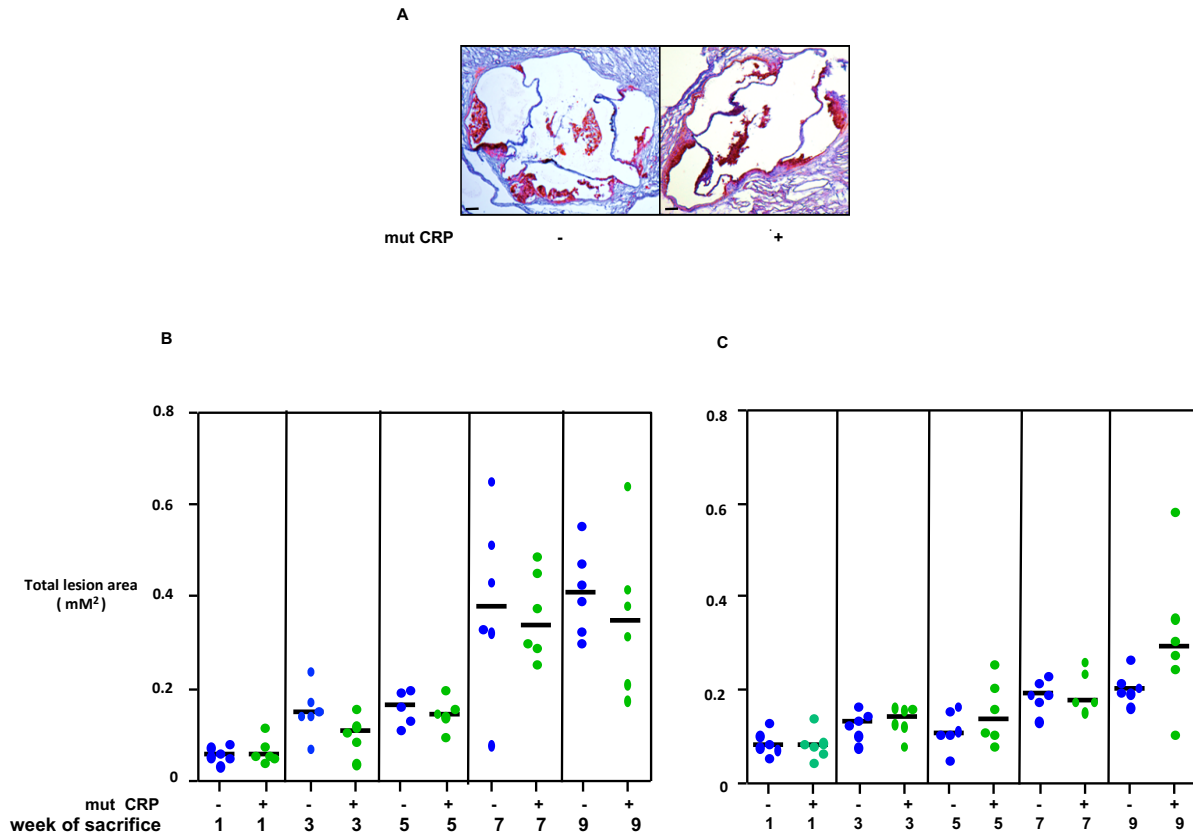 A
mut CRP - +
B
C
0.8 0.8
0.6 0.6
Total lesion area
( mM²)
0.4 0.4
0.2 0.2
0 0
mut CRP - + - + - + - + - + - + - + - + - + - +
week of sacrifice 1 1 3 3 5 5 7 7 9 9 1 1 3 3 5 5 7 7 9 9